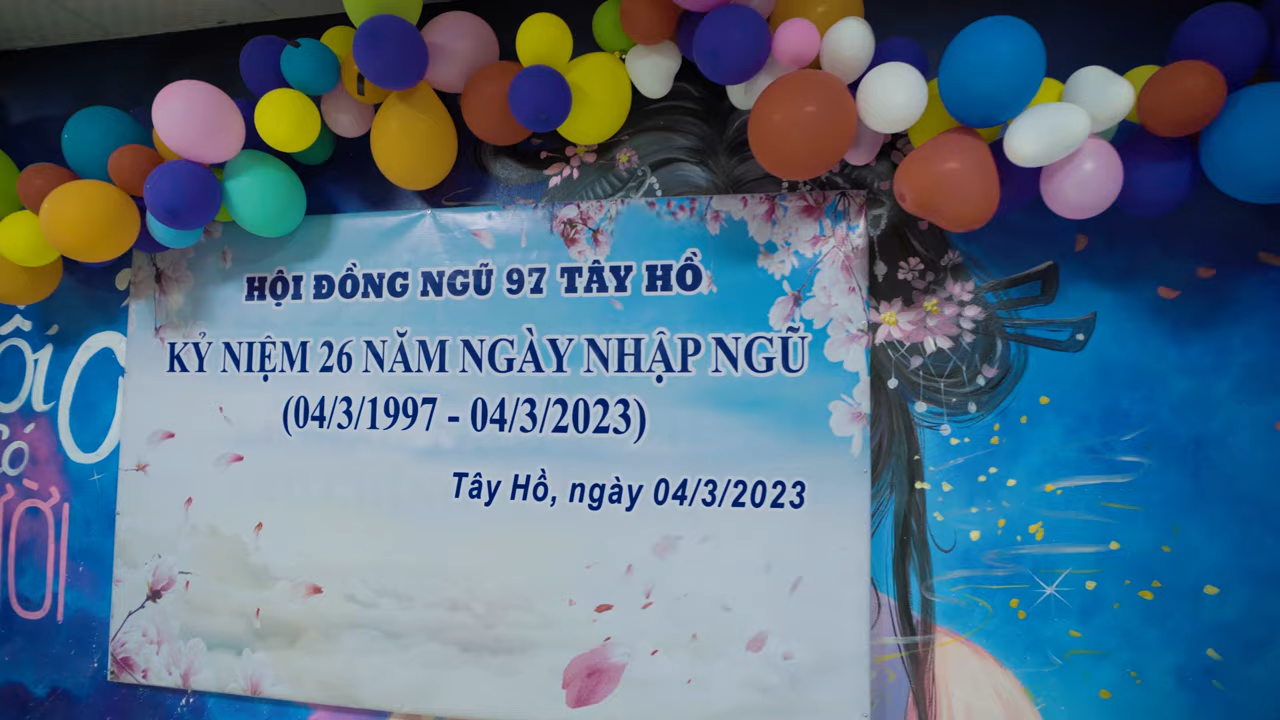 HỘI ĐỒNG NGŨ 97 TÂY HỒ
KỶ NIỆM 26 NĂM NGÀY NHẬP NGŨ
(04/3/1997 - 04/3/2023)
Tây Hồ, ngày 04/3/2023